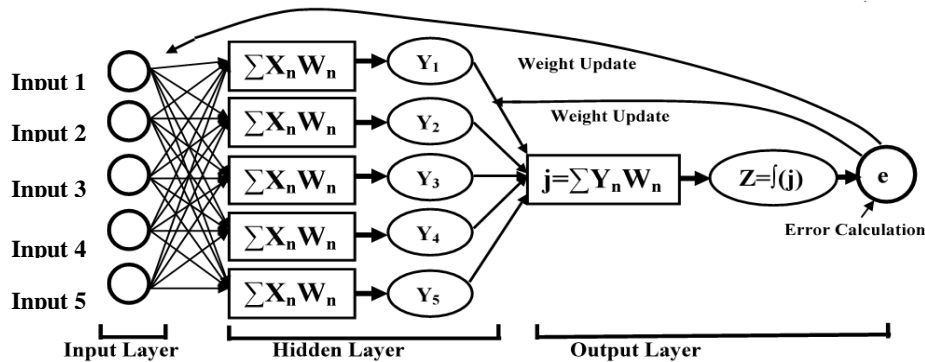 Input 1
Input 2
Input 3
Input 4
Input 5
∑XₙWₙ
∑XₙWₙ
∑XₙWₙ
∑XₙWₙ
∑XₙWₙ
Y₁
Y₂
Y₃
Y₄
Y₅
Weight Update
Weight Update
j=∑YₙWₙ
Z=∫(j)
e
Error Calculation
Input Layer
Hidden Layer
Output Layer